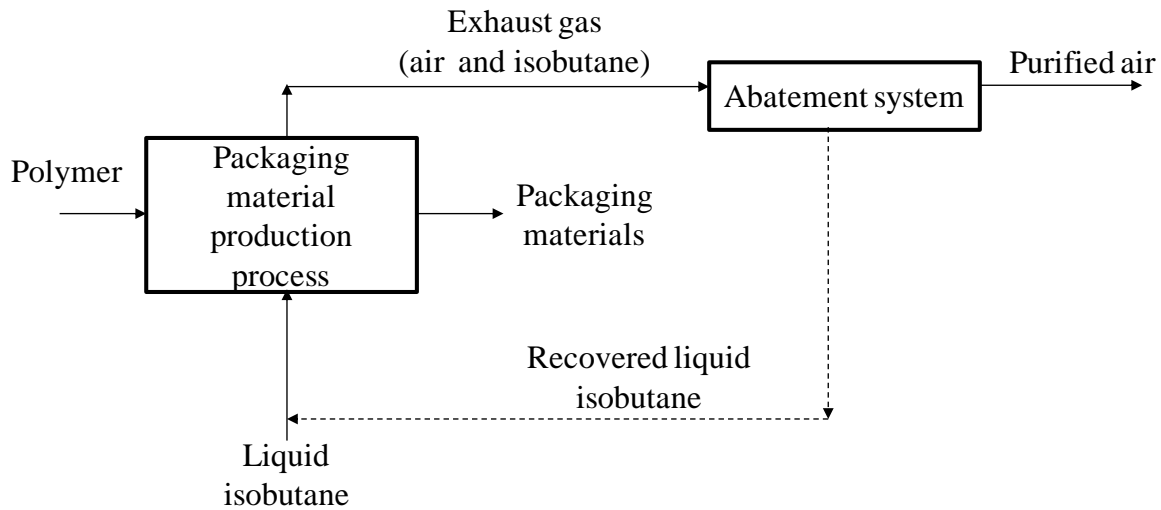 Exhaust gas
(air and isobutane)
Purified air
Abatement system
Polymer
Packaging
material
production
process
Packaging
materials
Recovered liquid
isobutane
Liquid
isobutane